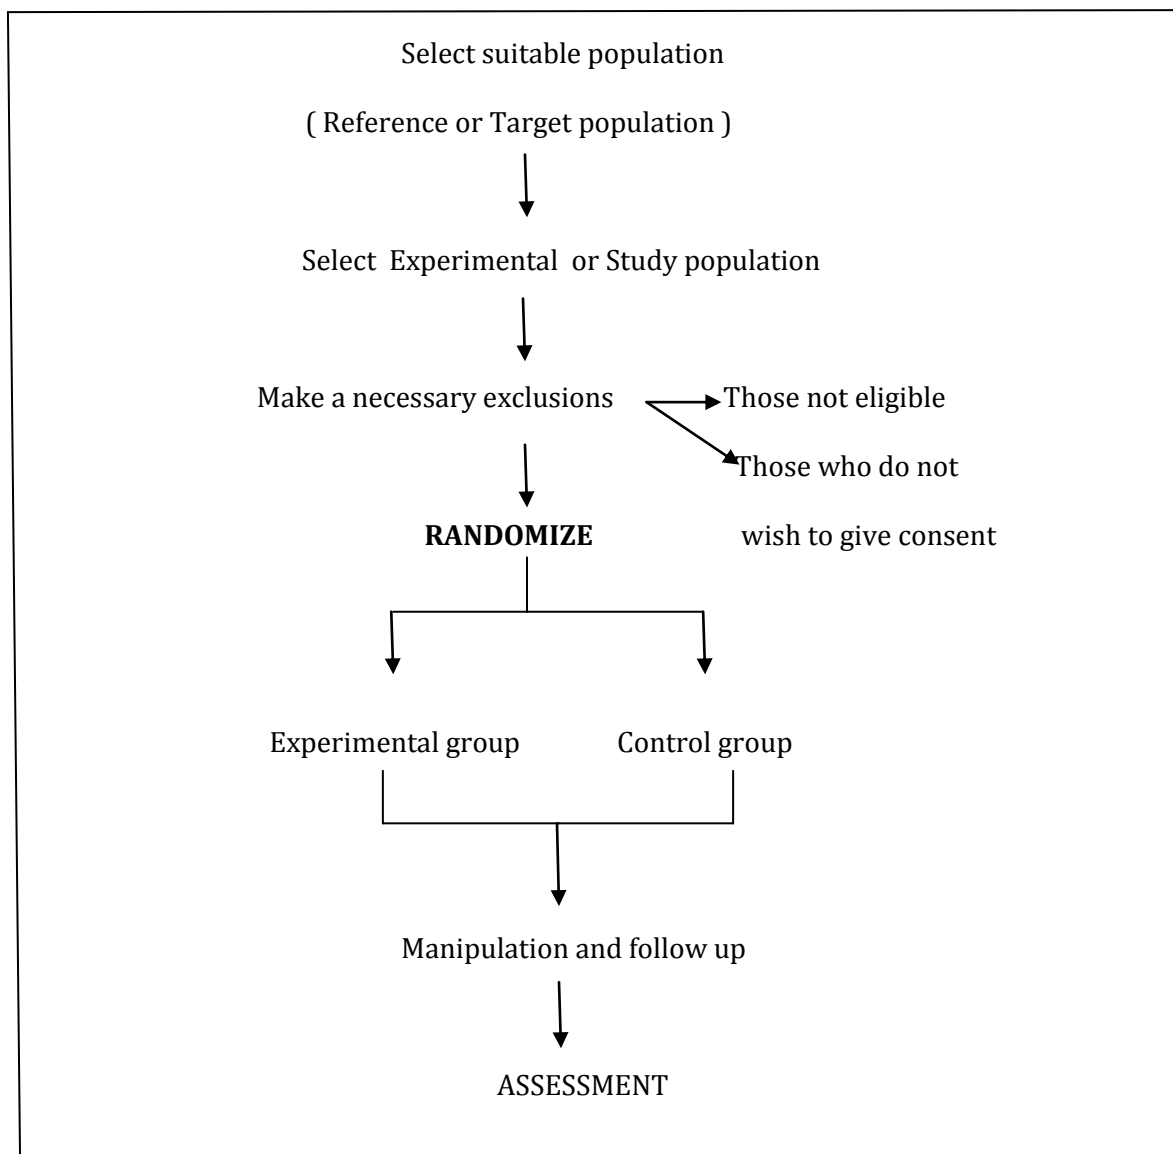 Select suitable population
( Reference or Target population )
Select Experimental or Study population
Make a necessary exclusions
Those not eligible
Those who do not
wish to give consent
RANDOMIZE
Experimental group
Control group
Manipulation and follow up
ASSESSMENT